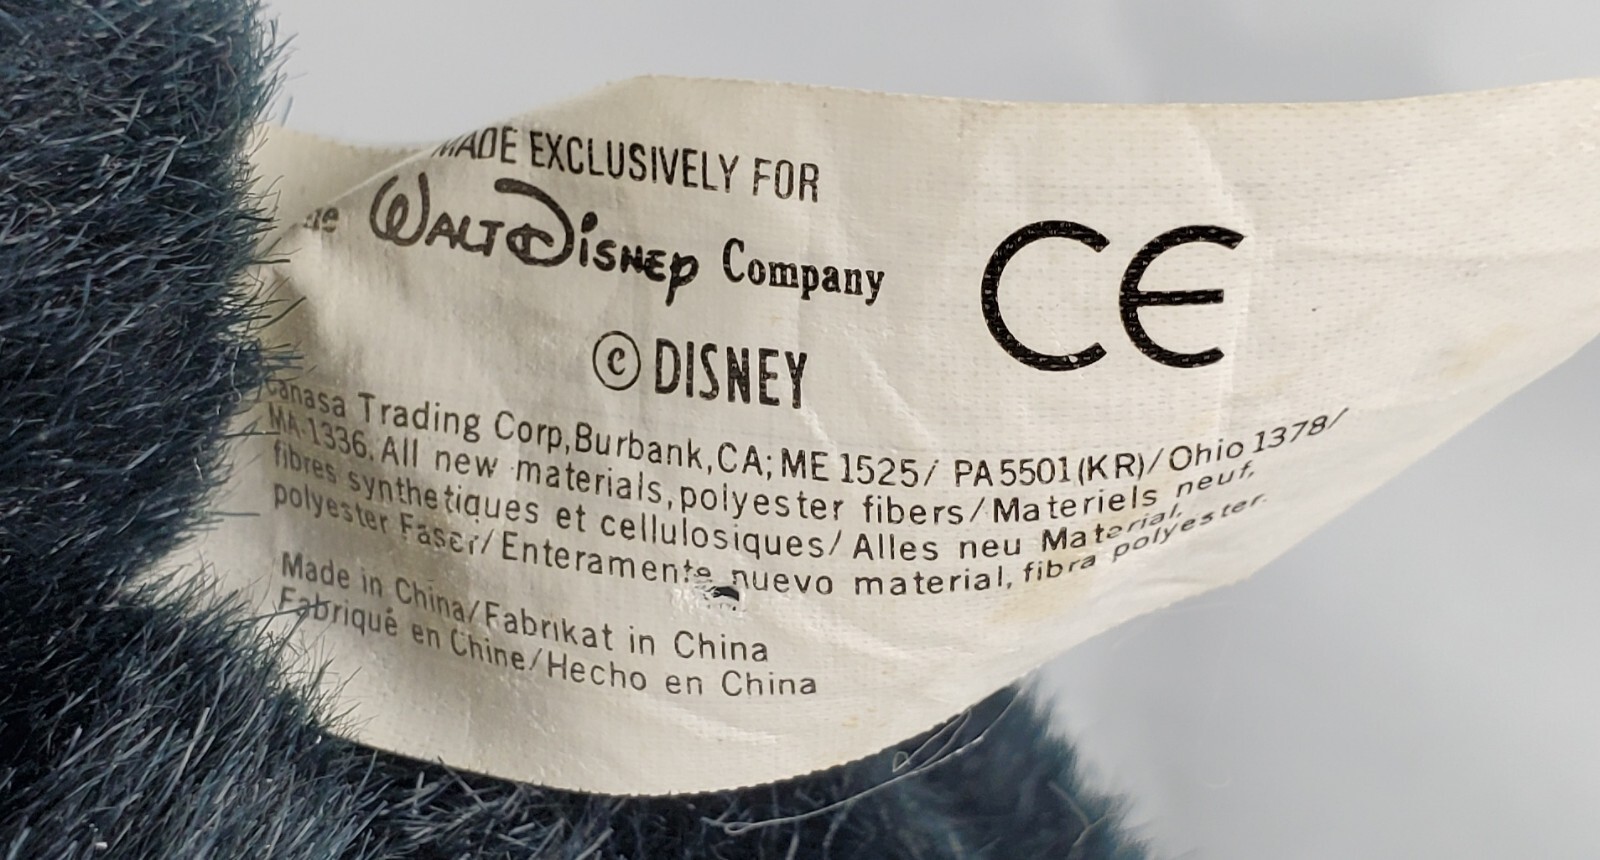 MADE EXCLUSIVELY FOR
WALT DISNEY Company
© DISNEY
CE
Canasa Trading Corp,Burbank,CA; ME 1525/ PA5501(KR)/Ohio 1378/
MA-1336. All new materials, polyester fibers/Materiels neuf,
fibres synthetiques et cellulosiques/Alles neu Material,
polyester Faser/Enteramente nuevo material, fibra polyester.
Made in China/Fabrikat in China
Fabriqué en Chine/Hecho en China